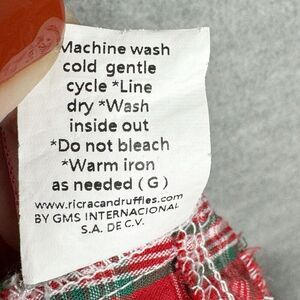 Machine wash
cold gentle
cycle *Line
dry *Wash
inside out
*Do not bleach
*Warm iron
as needed ( G )
www.ricracandruffles.com
BY GMS INTERNACIONAL
S.A. DE C.V.